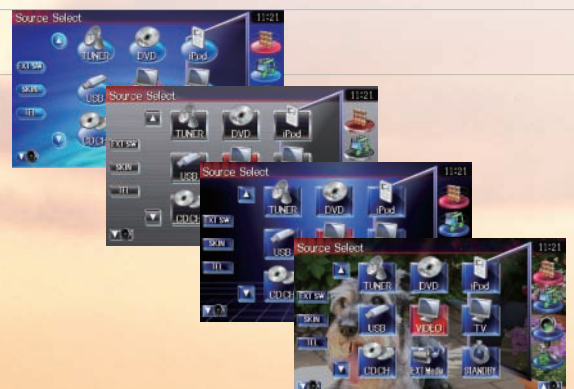 Source Select 11:21
TUNER DVD iPod
EXT SW
SKIN USB
TEL
CD CH
Source Select 11:21
TUNER DVD iPod
EXT SW
SKIN USB
TEL
CD CH
Source Select 11:21
TUNER DVD iPod
EXT SW
SKIN USB
TEL
CD CH
Source Select 11:21
TUNER DVD iPod
EXT SW
SKIN USB VIDEO TV
TEL
CD CH EXT Media STANDBY